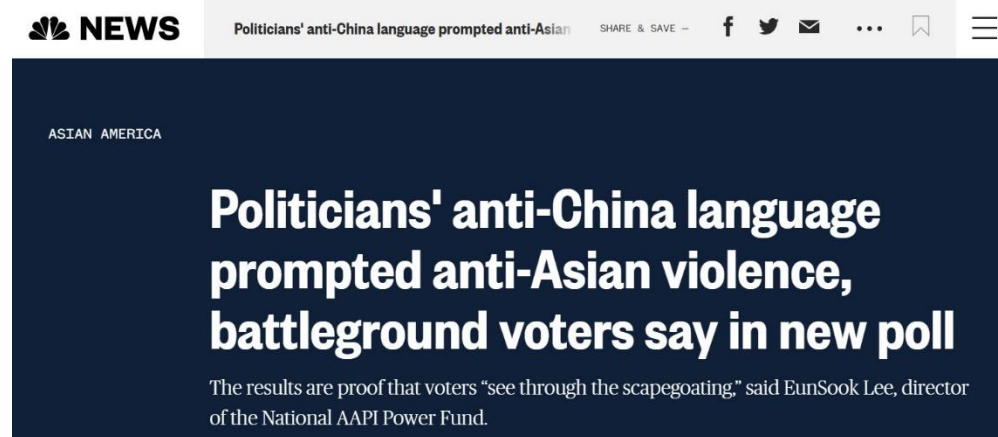 NEWS
Politicians' anti-China language prompted anti-Asian
SHARE & SAVE —
ASIAN AMERICA
Politicians' anti-China language
prompted anti-Asian violence,
battleground voters say in new poll
The results are proof that voters “see through the scapegoating,” said EunSook Lee, director
of the National AAPI Power Fund.